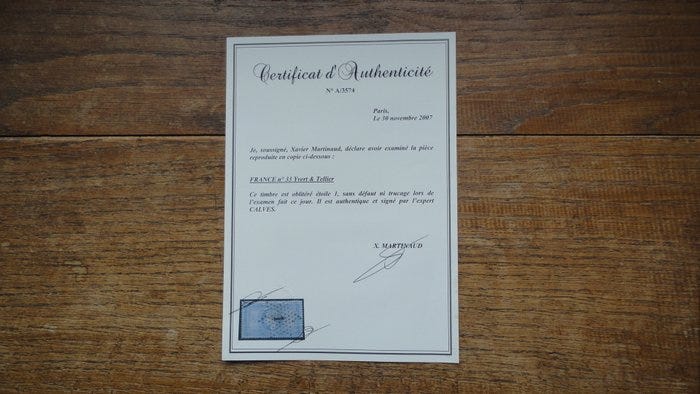 Certificat d'Authenticité
N° A/3574
Paris,
Le 30 novembre 2007
Je, soussigné, Xavier Martinaud, déclare avoir examiné la pièce
reproduite en copie ci-dessous :
FRANCE n° 33 Yvert & Tellier
Ce timbre est oblitéré étoile 1, sans défaut ni trucage lors de
l'examen fait ce jour. Il est authentique et signé par l'expert
CALVES.
X. MARTINAUD